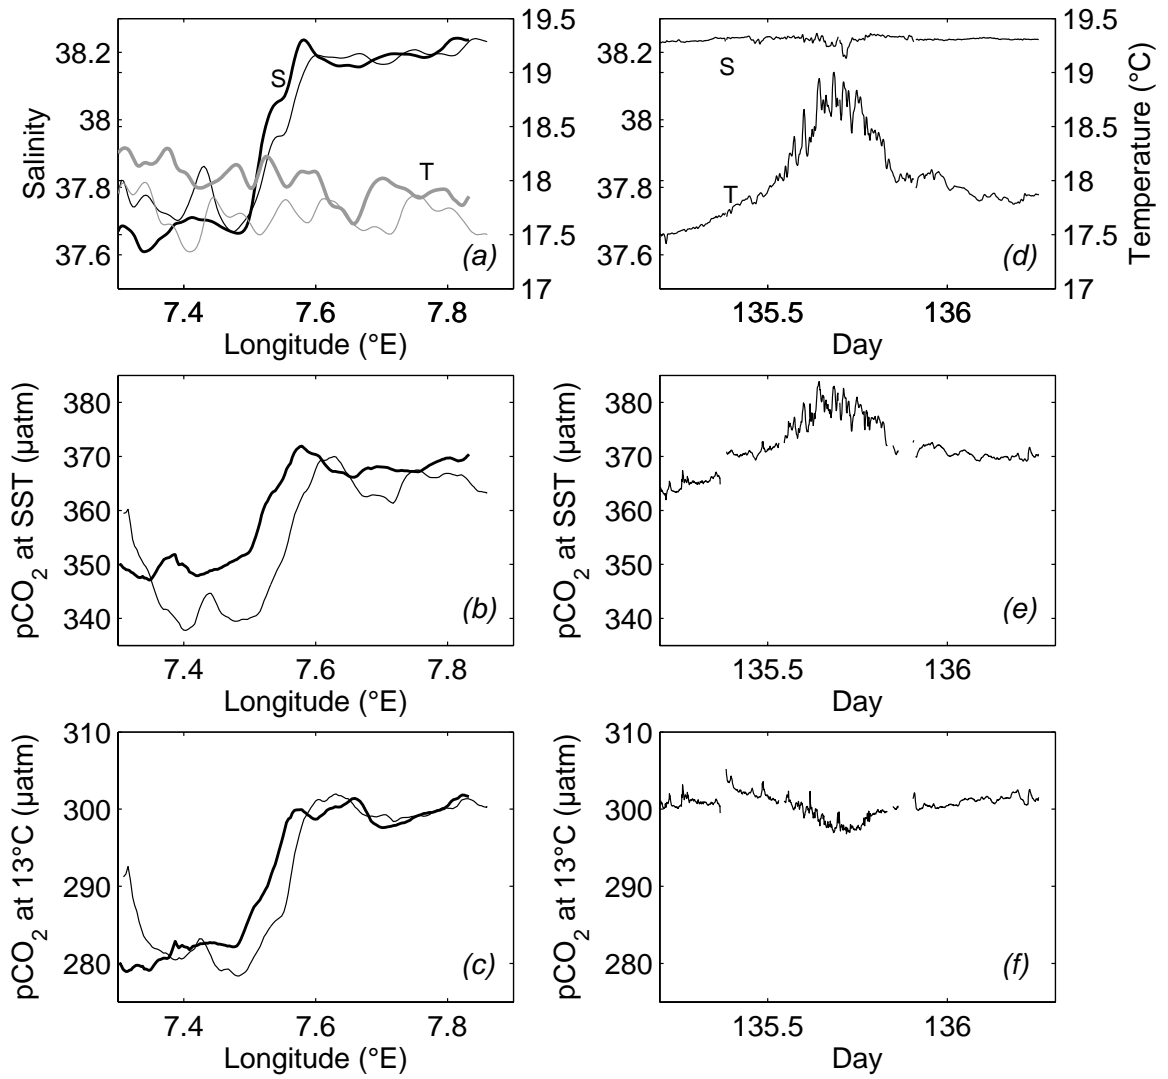 38.2
38
37.8
37.6
Salinity
19.5
19
18.5
18
17.5
17
S
T
(a)
7.4
7.6
7.8
Longitude (°E)
38.2
38
37.8
37.6
19.5
19
18.5
18
17.5
17
Temperature (°C)
S
T
(d)
135.5
136
Day
380
370
360
350
340
pCO2 at SST (µatm)
(b)
7.4
7.6
7.8
Longitude (°E)
380
370
360
350
340
pCO2 at SST (µatm)
(e)
135.5
136
Day
310
300
290
280
pCO2 at 13°C (µatm)
(c)
7.4
7.6
7.8
Longitude (°E)
310
300
290
280
pCO2 at 13°C (µatm)
(f)
135.5
136
Day